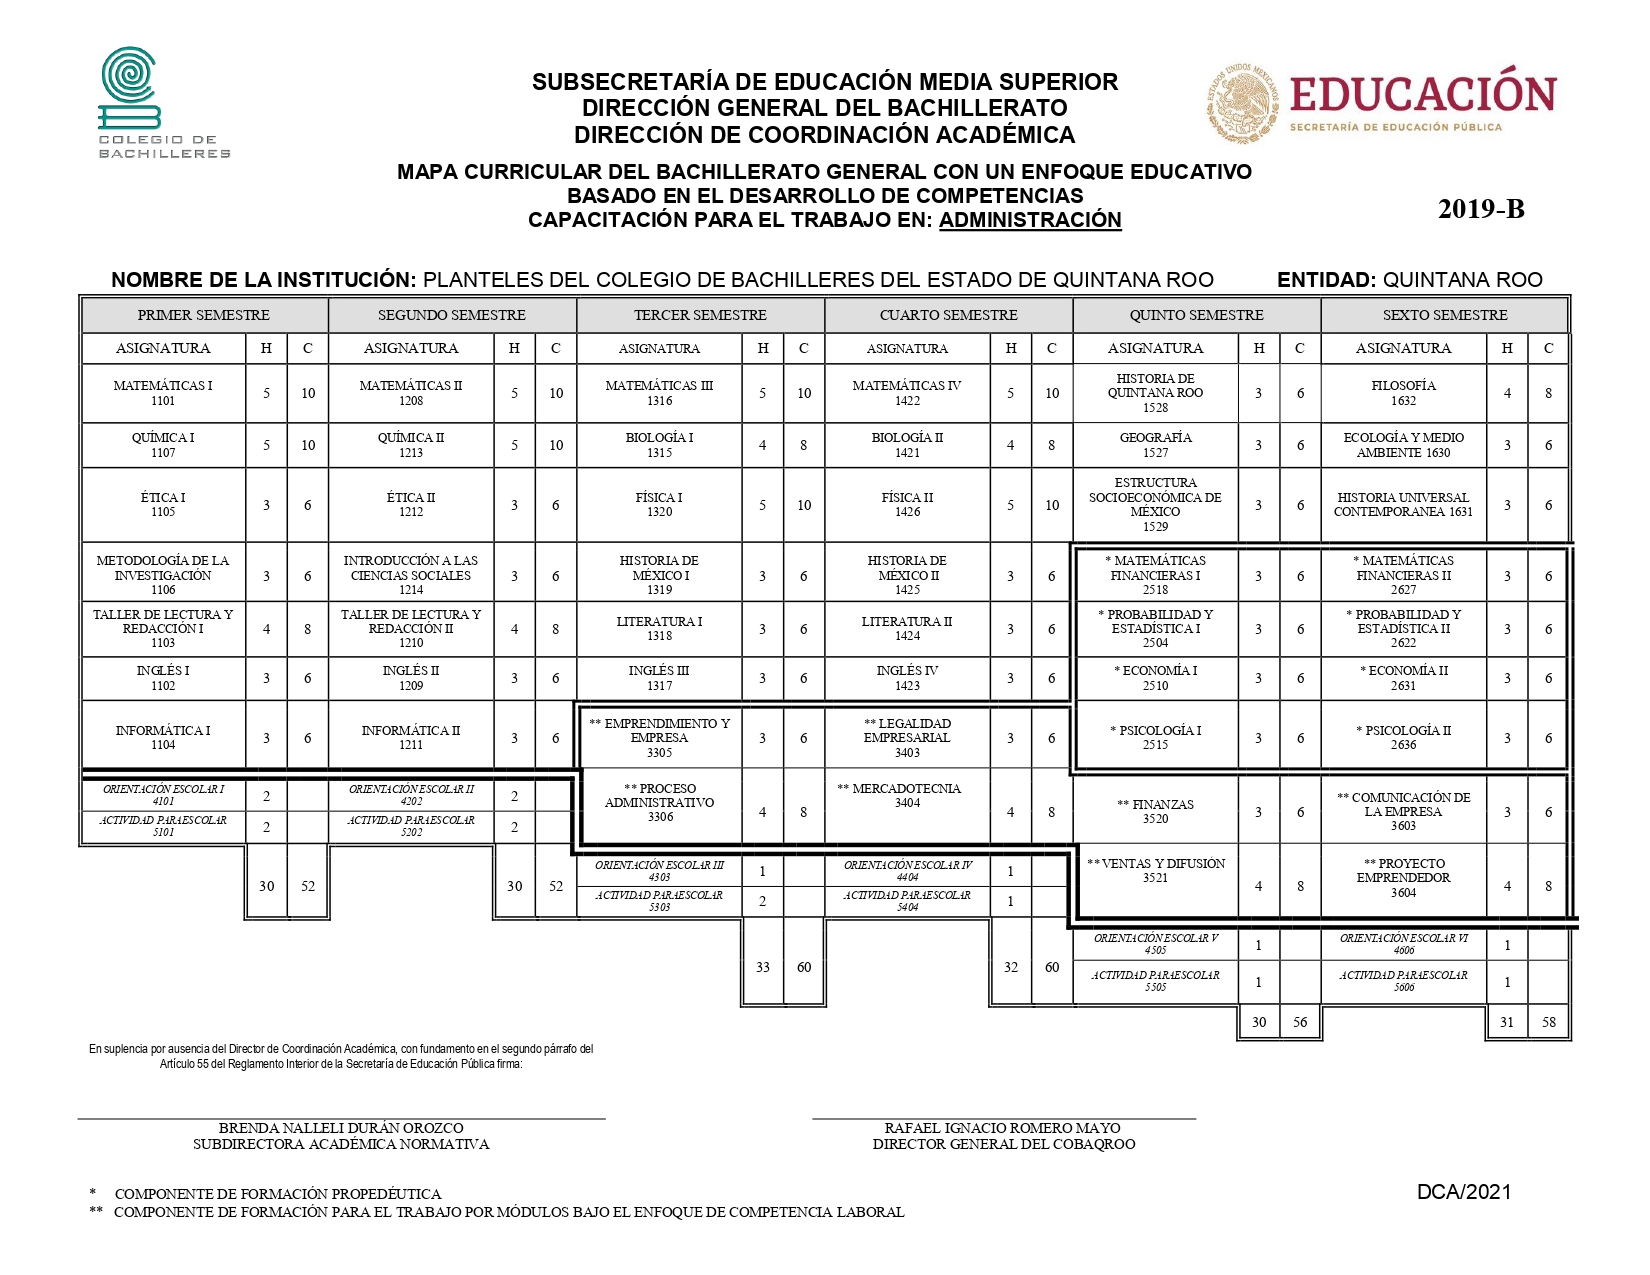 COLEGIO DE
BACHILLERES
SUBSECRETARÍA DE EDUCACIÓN MEDIA SUPERIOR
DIRECCIÓN GENERAL DEL BACHILLERATO
DIRECCIÓN DE COORDINACIÓN ACADÉMICA
ESTADOS UNIDOS MEXICANOS
EDUCACIÓN
SECRETARÍA DE EDUCACIÓN PÚBLICA
MAPA CURRICULAR DEL BACHILLERATO GENERAL CON UN ENFOQUE EDUCATIVO
BASADO EN EL DESARROLLO DE COMPETENCIAS
CAPACITACIÓN PARA EL TRABAJO EN: ADMINISTRACIÓN
2019-B
NOMBRE DE LA INSTITUCIÓN: PLANTELES DEL COLEGIO DE BACHILLERES DEL ESTADO DE QUINTANA ROO ENTIDAD: QUINTANA ROO
PRIMER SEMESTRE SEGUNDO SEMESTRE TERCER SEMESTRE CUARTO SEMESTRE QUINTO SEMESTRE SEXTO SEMESTRE
ASIGNATURA H C ASIGNATURA H C ASIGNATURA H C ASIGNATURA H C ASIGNATURA H C ASIGNATURA H C
MATEMÁTICAS I
1101
5 10
MATEMÁTICAS II
1208
5 10
MATEMÁTICAS III
1316
5 10
MATEMÁTICAS IV
1422
5 10
HISTORIA DE
QUINTANA ROO
1528
3 6
FILOSOFÍA
1632
4 8
QUÍMICA I
1107
5 10
QUÍMICA II
1213
5 10
BIOLOGÍA I
1315
4 8
BIOLOGÍA II
1421
4 8
GEOGRAFÍA
1527
3 6
ECOLOGÍA Y MEDIO
AMBIENTE 1630
3 6
ÉTICA I
1105
3 6
ÉTICA II
1212
3 6
FÍSICA I
1320
5 10
FÍSICA II
1426
5 10
ESTRUCTURA
SOCIOECONÓMICA DE
MÉXICO
1529
3 6
HISTORIA UNIVERSAL
CONTEMPORANEA 1631
3 6
METODOLOGÍA DE LA
INVESTIGACIÓN
1106
3 6
INTRODUCCIÓN A LAS
CIENCIAS SOCIALES
1214
3 6
HISTORIA DE
MÉXICO I
1319
3 6
HISTORIA DE
MÉXICO II
1425
3 6
* MATEMÁTICAS
FINANCIERAS I
2518
3 6
* MATEMÁTICAS
FINANCIERAS II
2627
3 6
TALLER DE LECTURA Y
REDACCIÓN I
1103
4 8
TALLER DE LECTURA Y
REDACCIÓN II
1210
4 8
LITERATURA I
1318
3 6
LITERATURA II
1424
3 6
* PROBABILIDAD Y
ESTADÍSTICA I
2504
3 6
* PROBABILIDAD Y
ESTADÍSTICA II
2622
3 6
INGLÉS I
1102
3 6
INGLÉS II
1209
3 6
INGLÉS III
1317
3 6
INGLÉS IV
1423
3 6
* ECONOMÍA I
2510
3 6
* ECONOMÍA II
2631
3 6
INFORMÁTICA I
1104
3 6
INFORMÁTICA II
1211
3 6
** EMPRENDIMIENTO Y
EMPRESA
3305
3 6
** LEGALIDAD
EMPRESARIAL
3403
3 6
* PSICOLOGÍA I
2515
3 6
* PSICOLOGÍA II
2636
3 6
ORIENTACIÓN ESCOLAR I
4101
2
ORIENTACIÓN ESCOLAR II
4202
2
** PROCESO
ADMINISTRATIVO
3306
4 8
** MERCADOTECNIA
3404
4 8
** FINANZAS
3520
3 6
** COMUNICACIÓN DE
LA EMPRESA
3603
3 6
ACTIVIDAD PARAESCOLAR
5101
2
ACTIVIDAD PARAESCOLAR
5202
2
30 52
30 52
ORIENTACIÓN ESCOLAR III
4303
1
ORIENTACIÓN ESCOLAR IV
4404
1
** VENTAS Y DIFUSIÓN
3521
4 8
** PROYECTO
EMPRENDEDOR
3604
4 8
ACTIVIDAD PARAESCOLAR
5303
2
ACTIVIDAD PARAESCOLAR
5404
1
33 60
32 60
ORIENTACIÓN ESCOLAR V
4505
1
ORIENTACIÓN ESCOLAR VI
4606
1
ACTIVIDAD PARAESCOLAR
5505
1
ACTIVIDAD PARAESCOLAR
5606
1
30 56
31 58
En suplencia por ausencia del Director de Coordinación Académica, con fundamento en el segundo párrafo del
Artículo 55 del Reglamento Interior de la Secretaría de Educación Pública firma:
BRENDA NALLELI DURÁN OROZCO
SUBDIRECTORA ACADÉMICA NORMATIVA
RAFAEL IGNACIO ROMERO MAYO
DIRECTOR GENERAL DEL COBAQROO
* COMPONENTE DE FORMACIÓN PROPEDÉUTICA
** COMPONENTE DE FORMACIÓN PARA EL TRABAJO POR MÓDULOS BAJO EL ENFOQUE DE COMPETENCIA LABORAL
DCA/2021